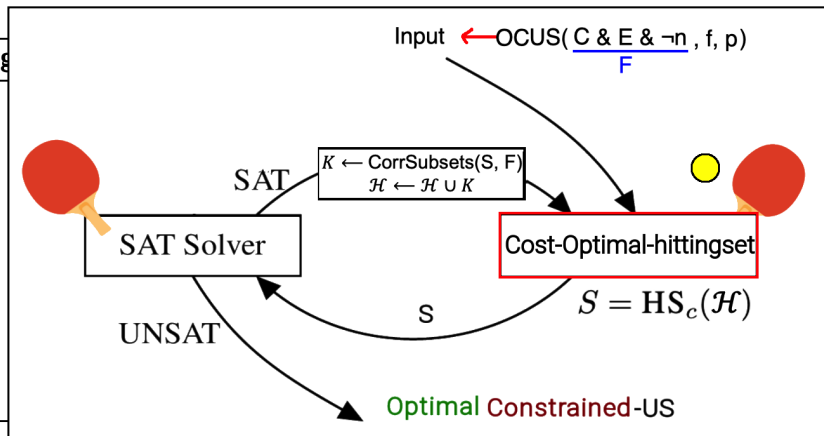 Input ← OCUS( C & E & ¬n , f, p)
F
K ← CorrSubsets(S, F)
ℋ ← ℋ ∪ K
SAT
SAT Solver
Cost-Optimal-hittingset
S = HS_c(ℋ)
S
UNSAT
Optimal Constrained-US